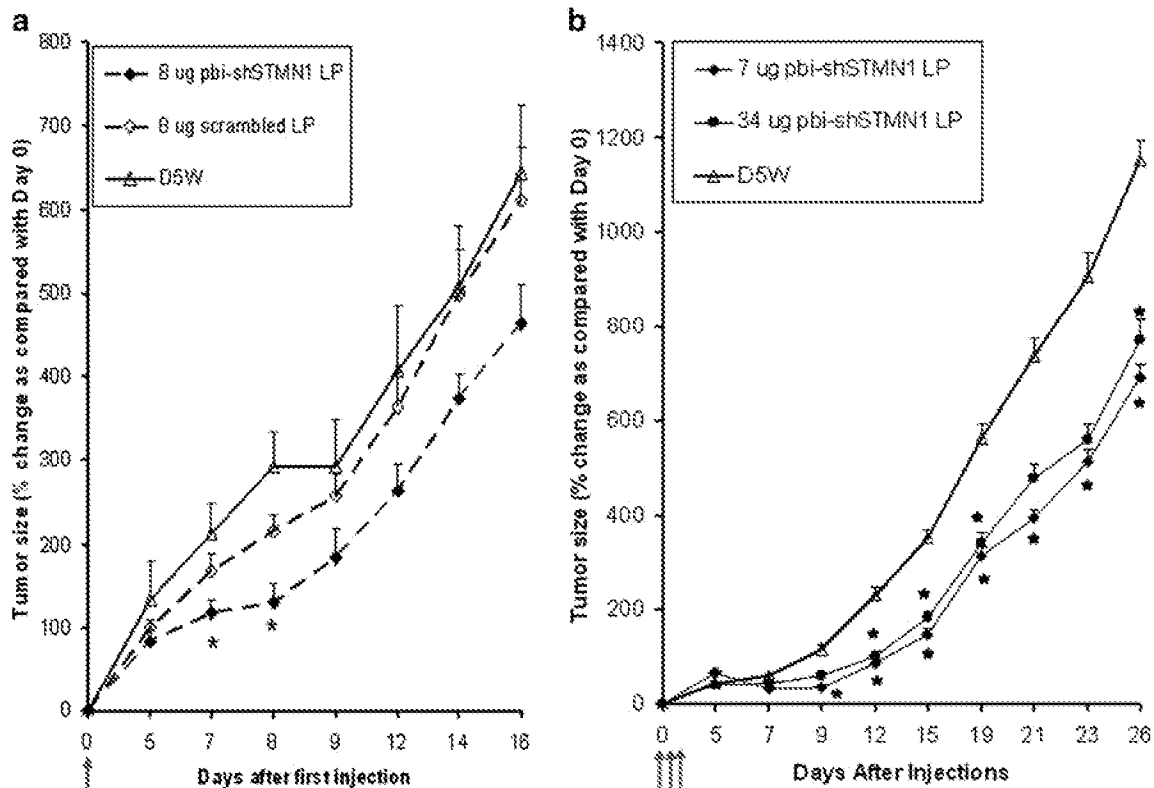 a
800
700
600
500
400
300
200
100
0
Tumor size (% change as compared with Day 0)
8 ug pbi-shSTMN1 LP
8 ug scrambled LP
D5W
*
*
0 5 7 8 9 12 14 16
Days after first injection
b
1400
1200
1000
800
600
400
200
0
Tumor size (% change as compared with Day 0)
7 ug pbi-shSTMN1 LP
34 ug pbi-shSTMN1 LP
D5W
0 5 7 9 12 15 19 21 23 26
Days After Injections